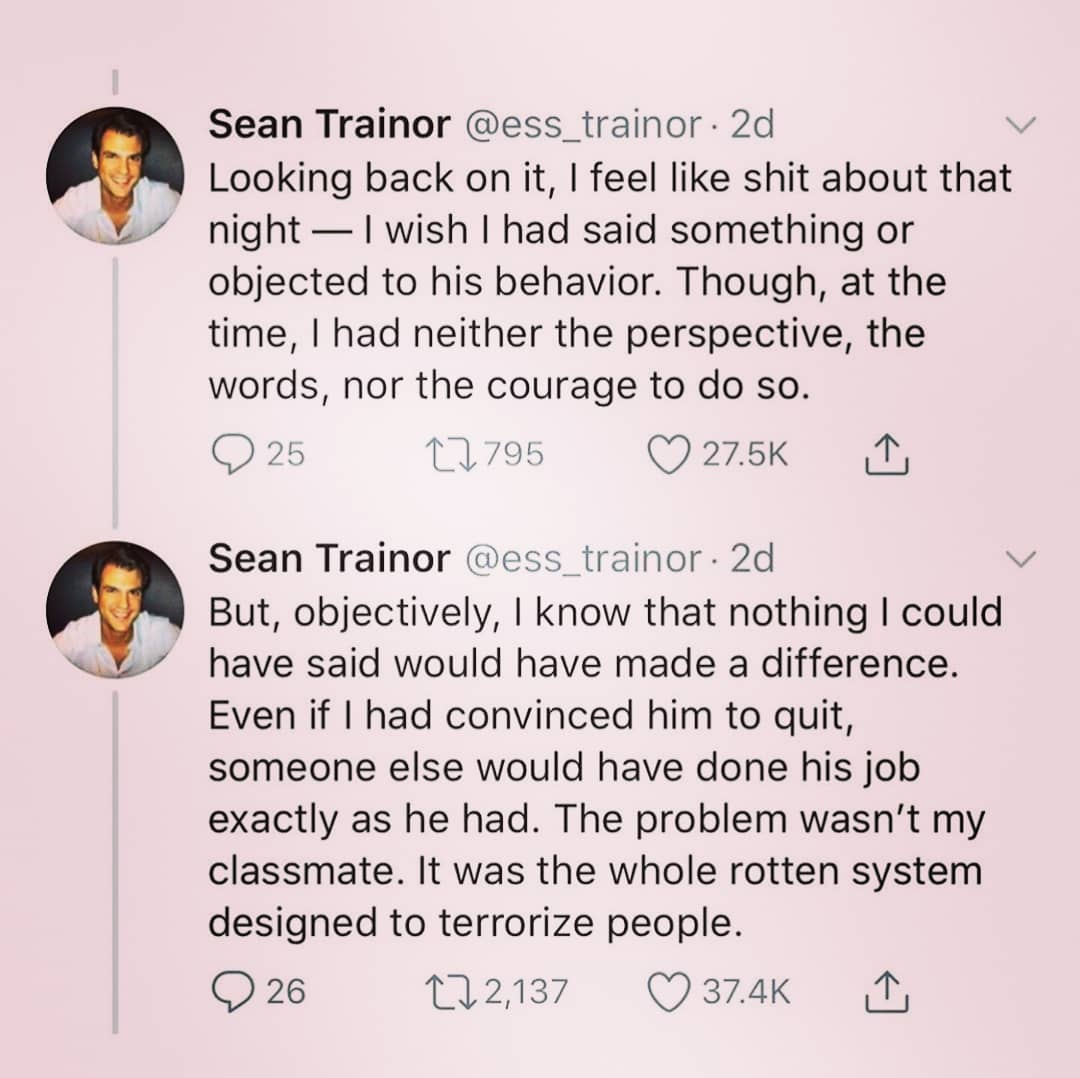 Sean Trainor @ess_trainor · 2d
Looking back on it, I feel like shit about that
night — I wish I had said something or
objected to his behavior. Though, at the
time, I had neither the perspective, the
words, nor the courage to do so.
25 795 27.5K
Sean Trainor @ess_trainor · 2d
But, objectively, I know that nothing I could
have said would have made a difference.
Even if I had convinced him to quit,
someone else would have done his job
exactly as he had. The problem wasn’t my
classmate. It was the whole rotten system
designed to terrorize people.
26 2,137 37.4K